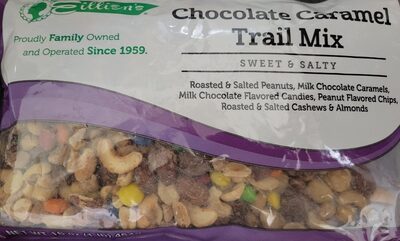 Zillion's
Chocolate Caramel
Trail Mix
SWEET & SALTY
Proudly Family Owned
and Operated Since 1959.
Roasted & Salted Peanuts, Milk Chocolate Caramels,
Milk Chocolate Flavored Candies, Peanut Flavored Chips,
Roasted & Salted Cashews & Almonds